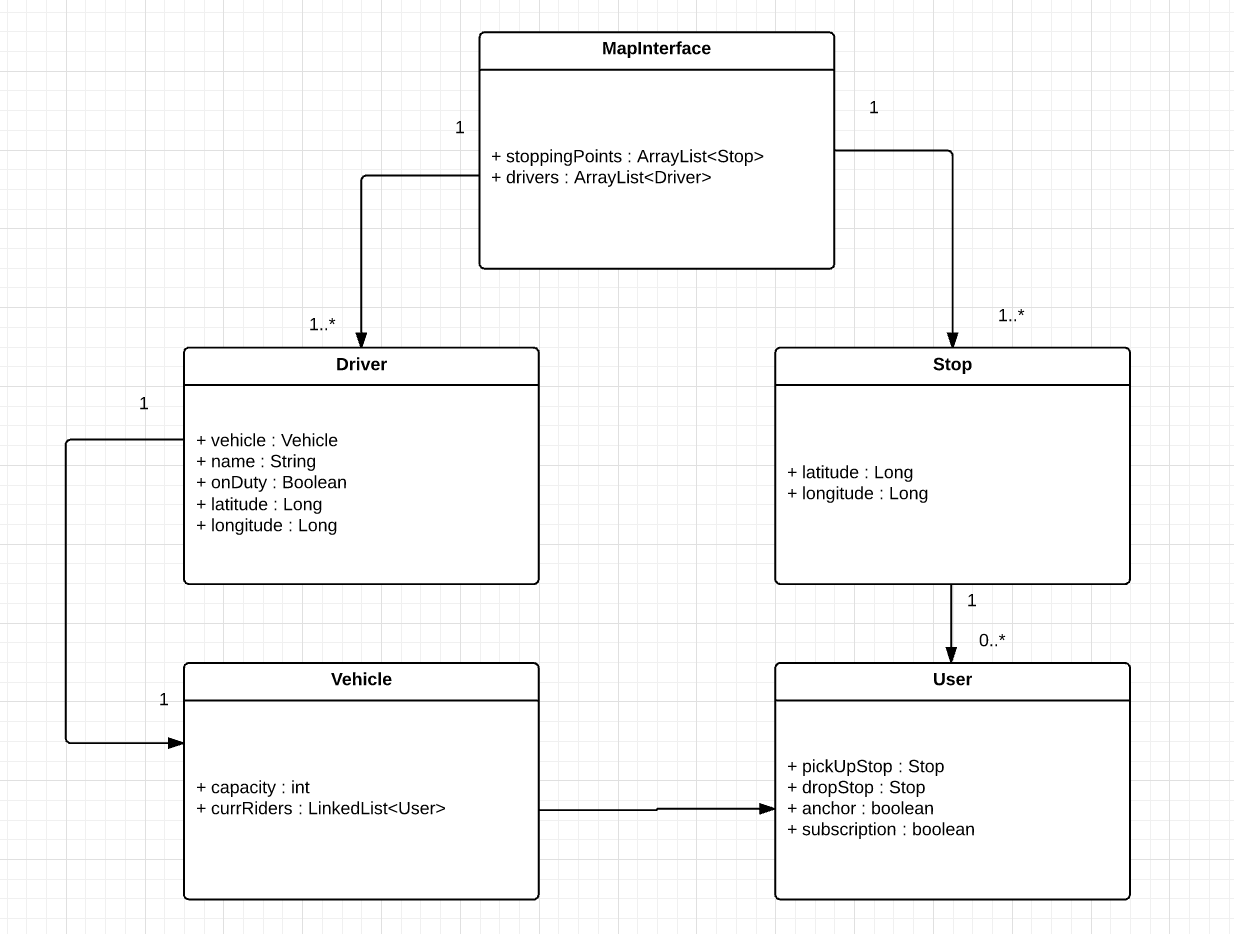 MapInterface
1
1
+ stoppingPoints : ArrayList<Stop>
+ drivers : ArrayList<Driver>
1..*
1..*
Driver
1
+ vehicle : Vehicle
+ name : String
+ onDuty : Boolean
+ latitude : Long
+ longitude : Long
Stop
+ latitude : Long
+ longitude : Long
1
0..*
Vehicle
1
+ capacity : int
+ currRiders : LinkedList<User>
User
+ pickUpStop : Stop
+ dropStop : Stop
+ anchor : boolean
+ subscription : boolean